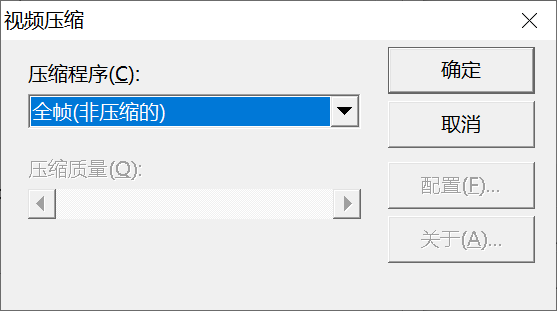 视频压缩
压缩程序(C):
全帧(非压缩的)
压缩质量(Q):
确定
取消
配置(F)...
关于(A)...